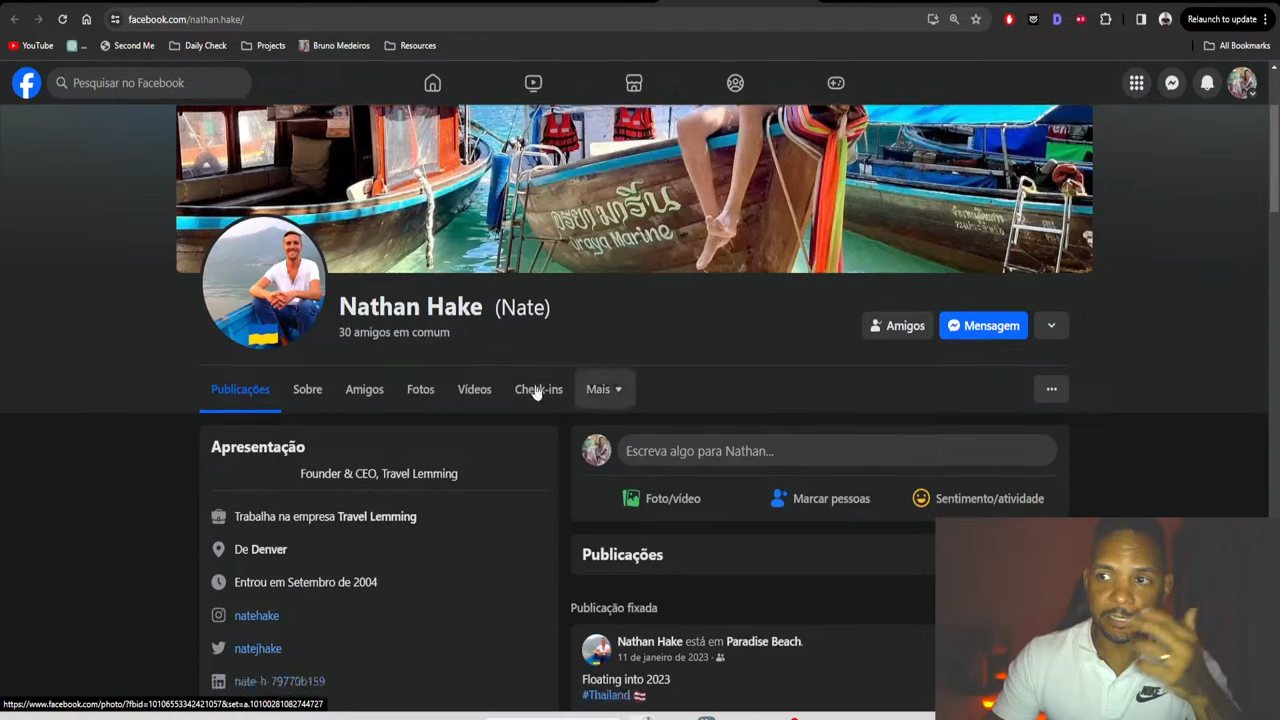 facebook.com/nathan.hake/
Relaunch to update
YouTube
Second Me
Daily Check
Projects
Bruno Medeiros
Resources
All Bookmarks
Pesquisar no Facebook
Uraya Marine
Nathan Hake (Nate)
30 amigos em comum
Amigos
Mensagem
Publicações
Sobre
Amigos
Fotos
Vídeos
Check-ins
Mais
Apresentação
Founder & CEO, Travel Lemming
Trabalha na empresa Travel Lemming
De Denver
Entrou em Setembro de 2004
natehake
natejhake
nate-h-79770b159
Escreva algo para Nathan...
Foto/vídeo
Marcar pessoas
Sentimento/atividade
Publicações
Publicação fixada
Nathan Hake está em Paradise Beach.
11 de janeiro de 2023
Floating into 2023
#Thailand
https://www.facebook.com/photo/?fbid=10106553342421057&set=a.10100281082744727
NIKE